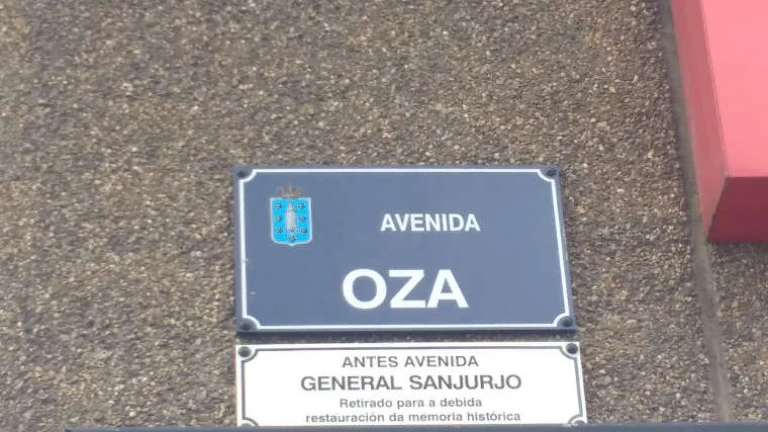 AVENIDA
OZA
ANTES AVENIDA
GENERAL SANJURJO
Retirado para a debida
restauración da memoria histórica